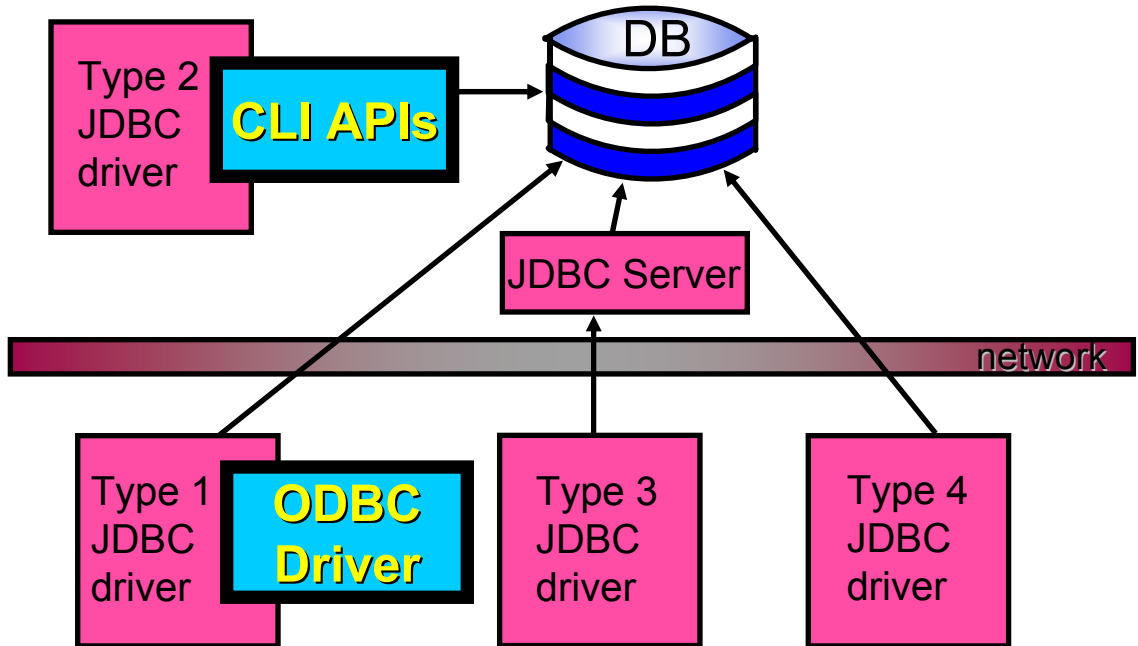 Type 2
JDBC
driver
CLI APIs
DB
JDBC Server
network
Type 1
JDBC
driver
ODBC
Driver
Type 3
JDBC
driver
Type 4
JDBC
driver